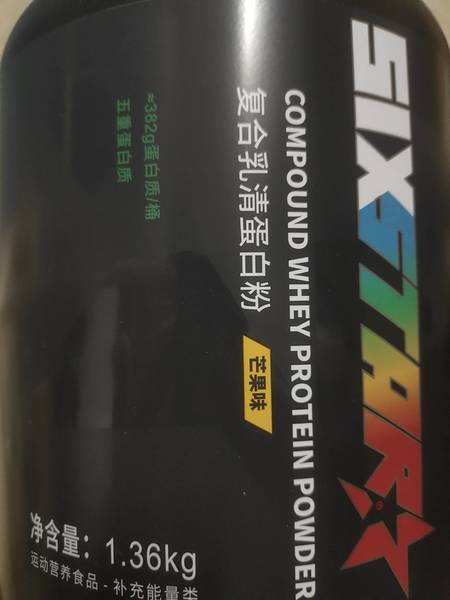 SIXSTAR
COMPOUND WHEY PROTEIN POWDER
复合乳清蛋白粉
芒果味
≈382g蛋白质/桶
五重蛋白质
净含量：1.36kg
运动营养食品 - 补充能量类